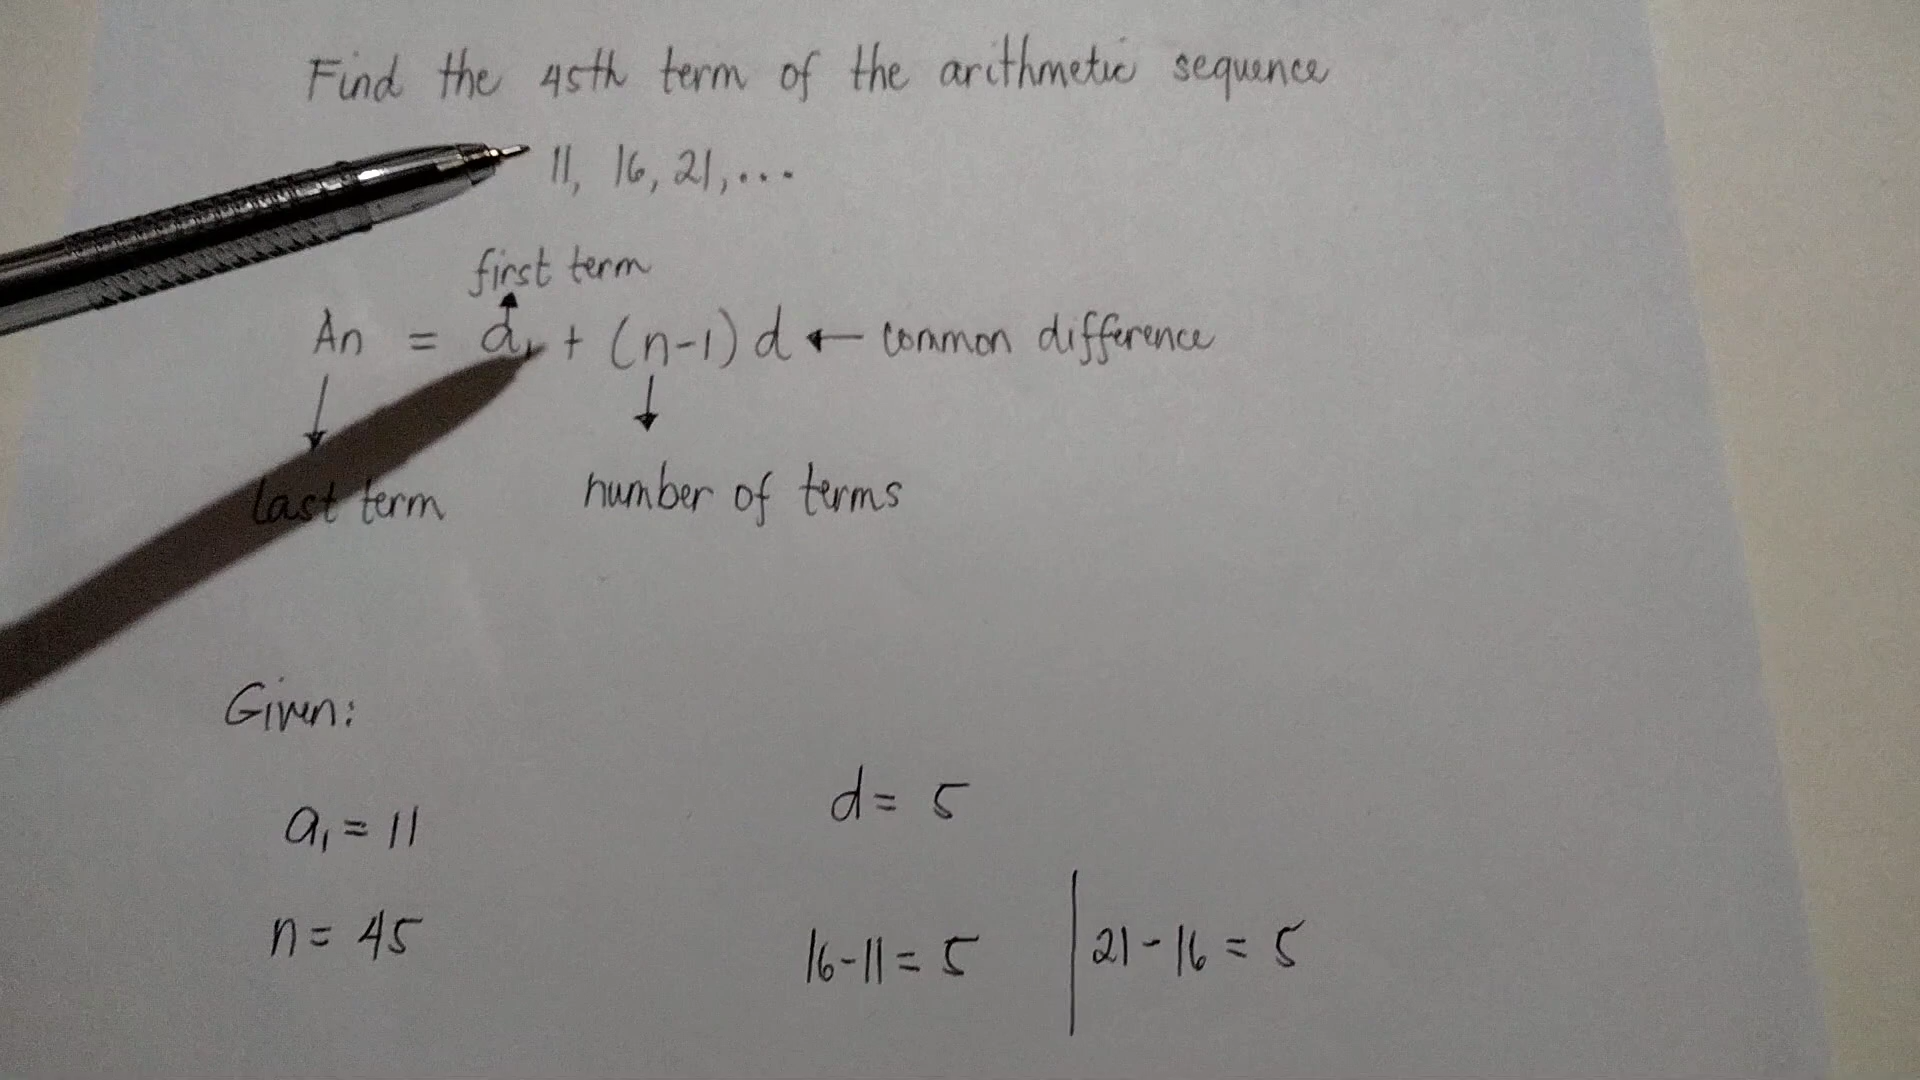 Find the 45th term of the arithmetic sequence
11, 16, 21, ...
first term
An = a₁ + (n-1) d ← common difference
last term number of terms
Given:
a₁ = 11
d = 5
n = 45
16-11 = 5 | 21-16 = 5